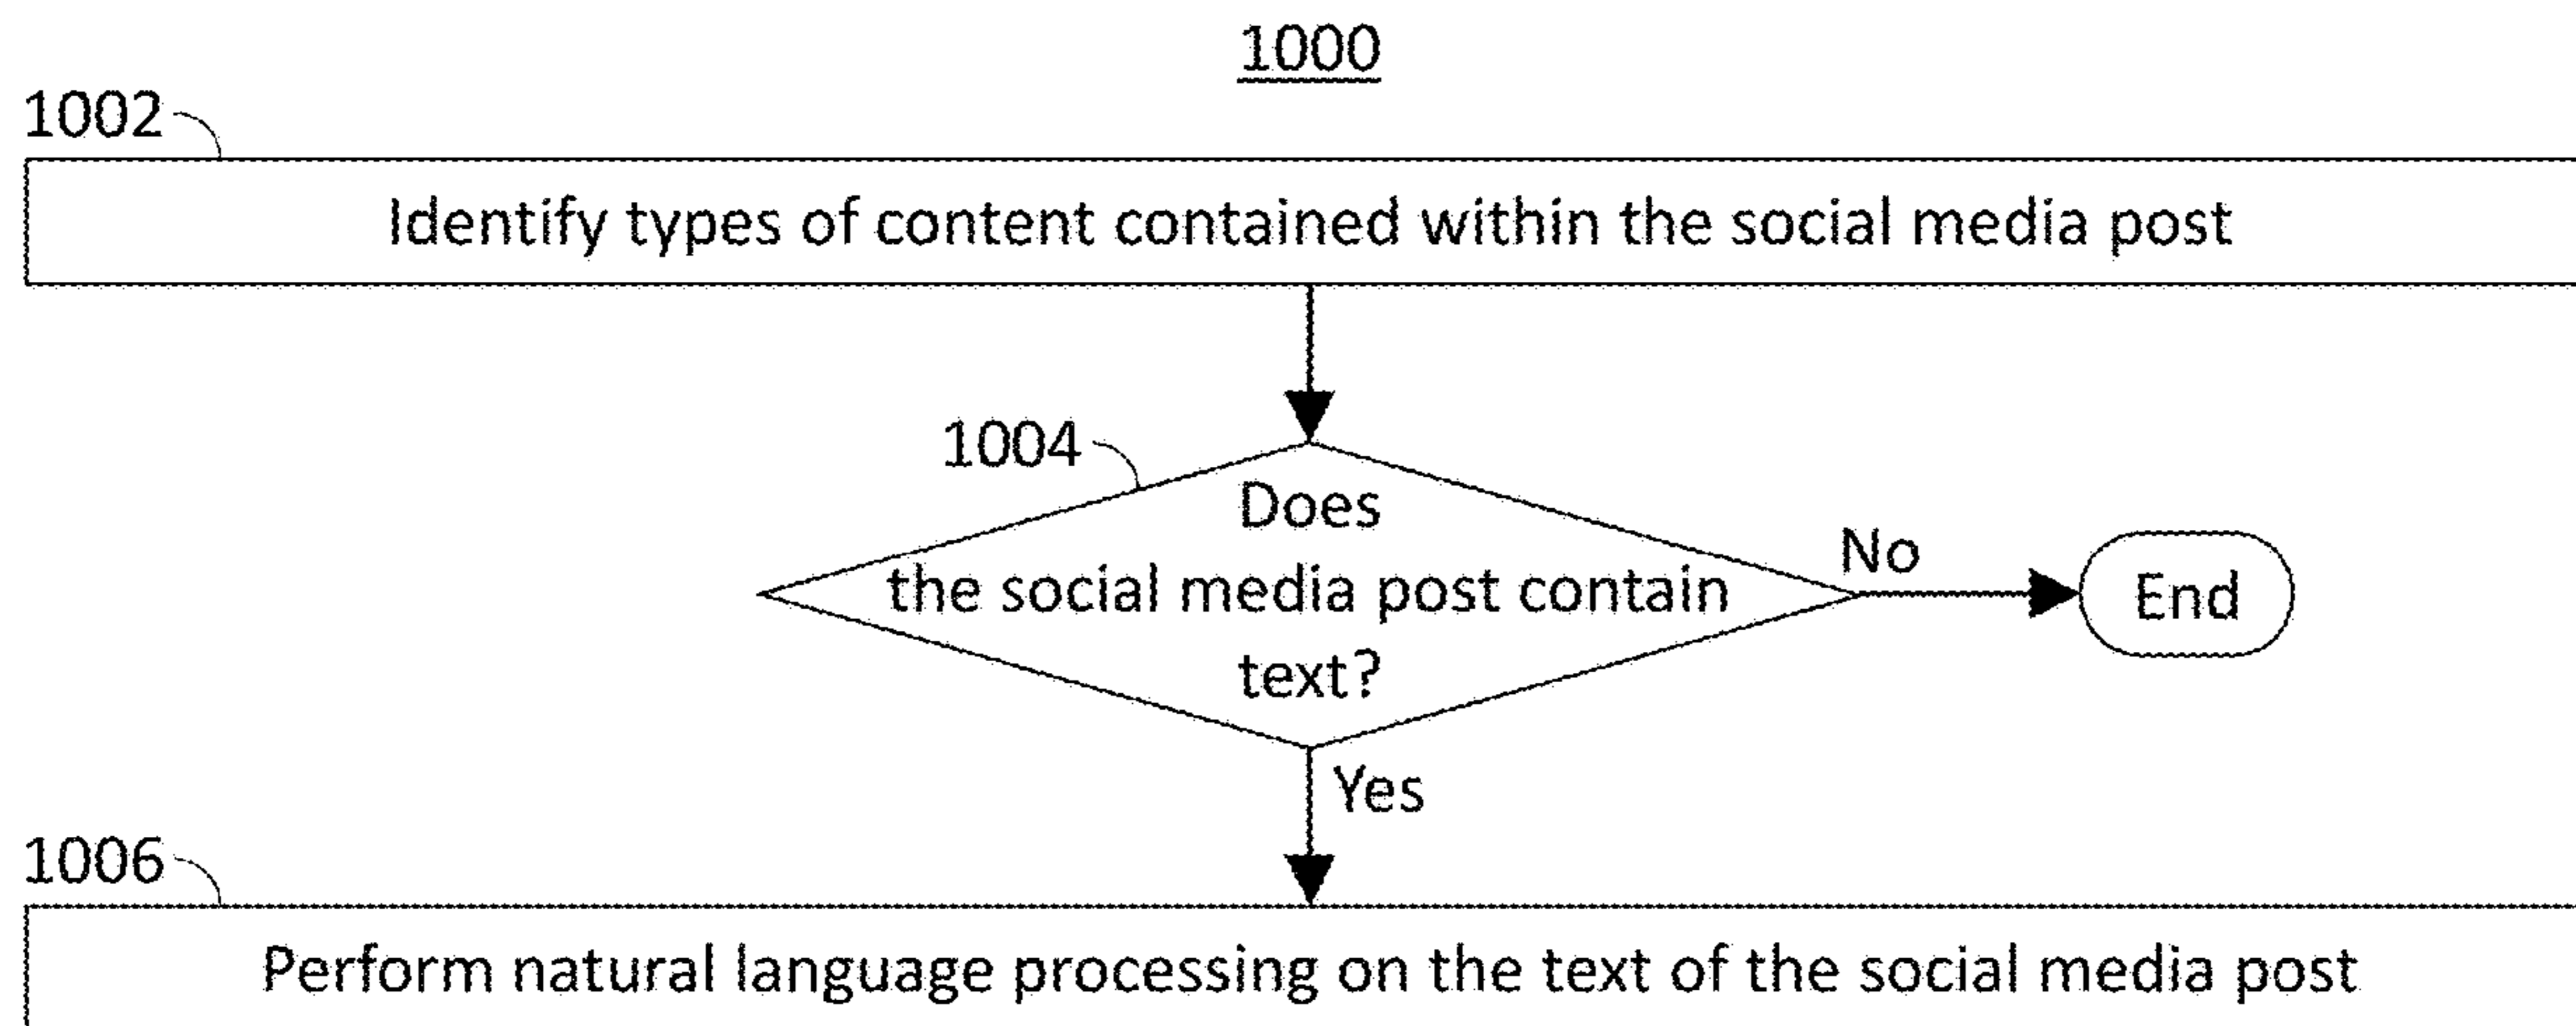 1000
1002
Identify types of content contained within the social media post
1004
Does
the social media post contain
text?
No
End
Yes
1006
Perform natural language processing on the text of the social media post